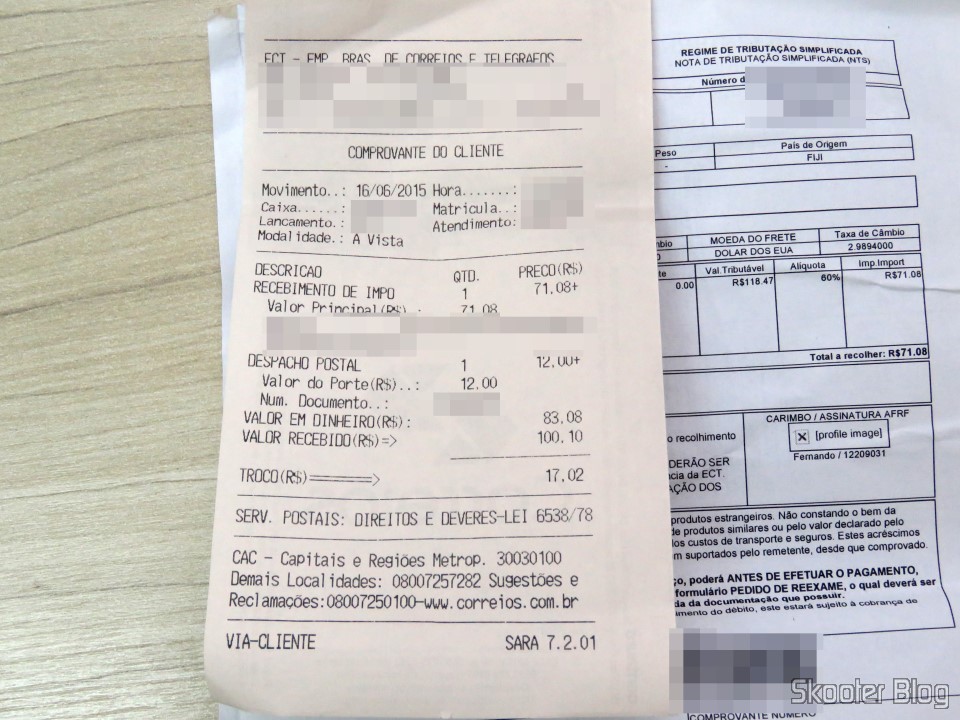 ECT - EMP. BRAS. DE CORREIOS E TELEGRAFOS
COMPROVANTE DO CLIENTE
Movimento..: 16/06/2015 Hora.......:
Caixa......: Matricula..:
Lancamento.: Atendimento:
Modalidade.: A Vista
DESCRICAO QTD. PRECO(R$)
RECEBIMENTO DE IMPO 1 71.08+
Valor Principal(R$) . 71,08
DESPACHO POSTAL 1 12,00+
Valor do Porte(R$)..: 12,00
Num. Documento..:
VALOR EM DINHEIRO(R$): 83,08
VALOR RECEBIDO(R$)=> 100,10
TROCO(R$)========> 17,02
SERV. POSTAIS: DIREITOS E DEVERES-LEI 6538/78
CAC - Capitais e Regiões Metrop. 30030100
Demais Localidades: 08007257282 Sugestões e
Reclamações:08007250100-www.correios.com.br
VIA-CLIENTE SARA 7.2.01
REGIME DE TRIBUTAÇÃO SIMPLIFICADA
NOTA DE TRIBUTAÇÃO SIMPLIFICADA (NTS)
Número d
Peso País de Origem
- FIJI
mbio MOEDA DO FRETE Taxa de Câmbio
0 DOLAR DOS EUA 2.9894000
te Val.Tributável Alíquota Imp.Import
0.00 R$118.47 60% R$71.08
Total a recolher: R$71.08
CARIMBO / ASSINATURA AFRF
o recolhimento [profile image]
Fernando / 12209031
DERÃO SER
ncia da ECT.
AÇÃO DOS
produtos estrangeiros. Não constando o bem da
de produtos similares ou pelo valor declarado pelo
os custos de transporte e seguros. Estes acréscimos
m suportados pelo remetente, desde que comprovado.
ço, poderá ANTES DE EFETUAR O PAGAMENTO,
formulário PEDIDO DE REEXAME, o qual deverá ser
da da documentação que possuir.
imento do débito, este estará sujeito à cobrança de
COMPROVANTE NÚMERO
Skooter Blog